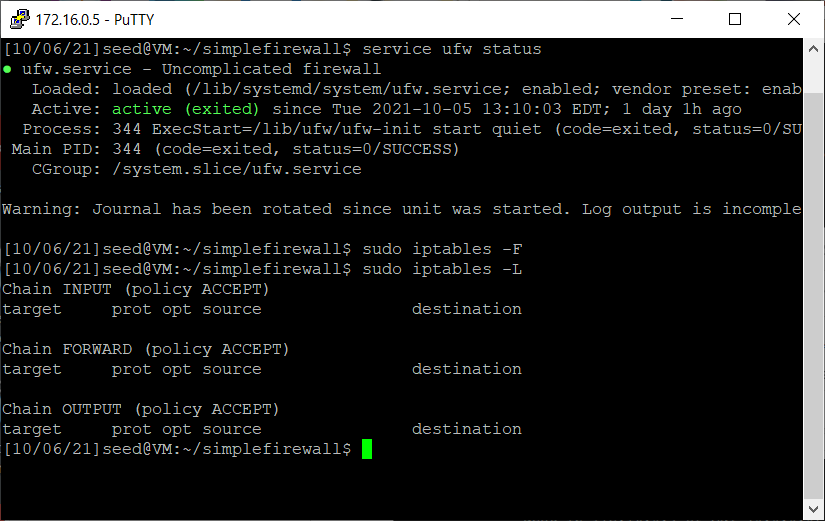 172.16.0.5 - PuTTY
[10/06/21]seed@VM:~/simplefirewall$ service ufw status
● ufw.service - Uncomplicated firewall
   Loaded: loaded (/lib/systemd/system/ufw.service; enabled; vendor preset: enab
   Active: active (exited) since Tue 2021-10-05 13:10:03 EDT; 1 day 1h ago
  Process: 344 ExecStart=/lib/ufw/ufw-init start quiet (code=exited, status=0/SU
 Main PID: 344 (code=exited, status=0/SUCCESS)
   CGroup: /system.slice/ufw.service
Warning: Journal has been rotated since unit was started. Log output is incomple
[10/06/21]seed@VM:~/simplefirewall$ sudo iptables -F
[10/06/21]seed@VM:~/simplefirewall$ sudo iptables -L
Chain INPUT (policy ACCEPT)
target     prot opt source               destination
Chain FORWARD (policy ACCEPT)
target     prot opt source               destination
Chain OUTPUT (policy ACCEPT)
target     prot opt source               destination
[10/06/21]seed@VM:~/simplefirewall$